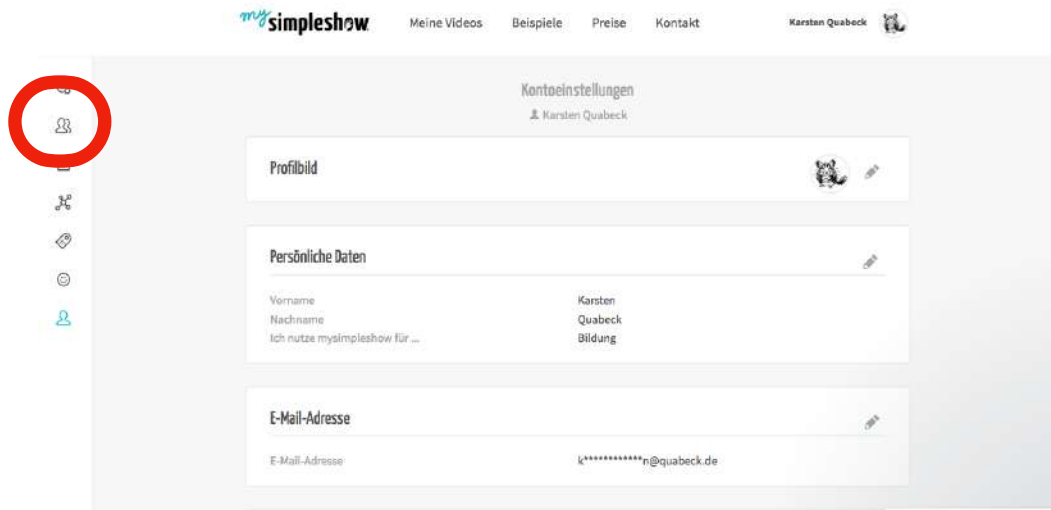 my simpleshow
Meine Videos Beispiele Preise Kontakt Karsten Quabeck
Kontoeinstellungen
Karsten Quabeck
Profilbild
Persönliche Daten
Vorname Karsten
Nachname Quabeck
Ich nutze mysimpleshow für ... Bildung
E-Mail-Adresse
E-Mail-Adresse k************n@quabeck.de